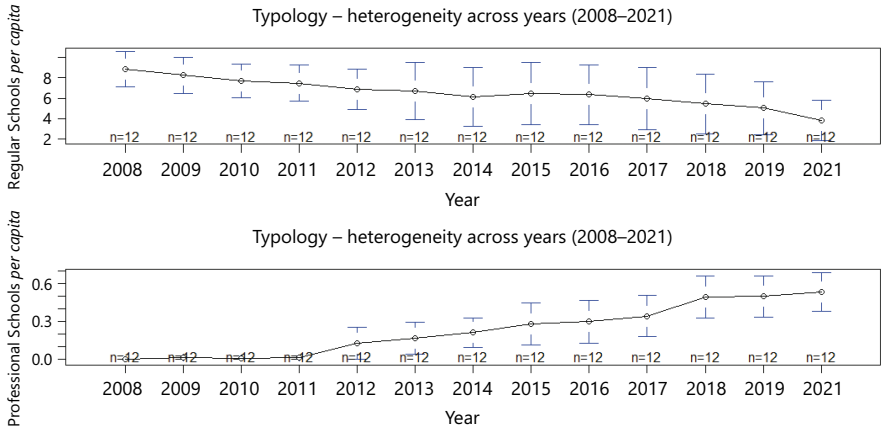 Typology – heterogeneity across years (2008–2021)
Regular Schools per capita
8
6
4
2
n=12 n=12 n=12 n=12 n=12 n=12 n=12 n=12 n=12 n=12 n=12 n=12 n=12
2008 2009 2010 2011 2012 2013 2014 2015 2016 2017 2018 2019 2021
Year
Typology – heterogeneity across years (2008–2021)
Professional Schools per capita
0.6
0.3
0.0
n=12 n=12 n=12 n=12 n=12 n=12 n=12 n=12 n=12 n=12 n=12 n=12 n=12
2008 2009 2010 2011 2012 2013 2014 2015 2016 2017 2018 2019 2021
Year